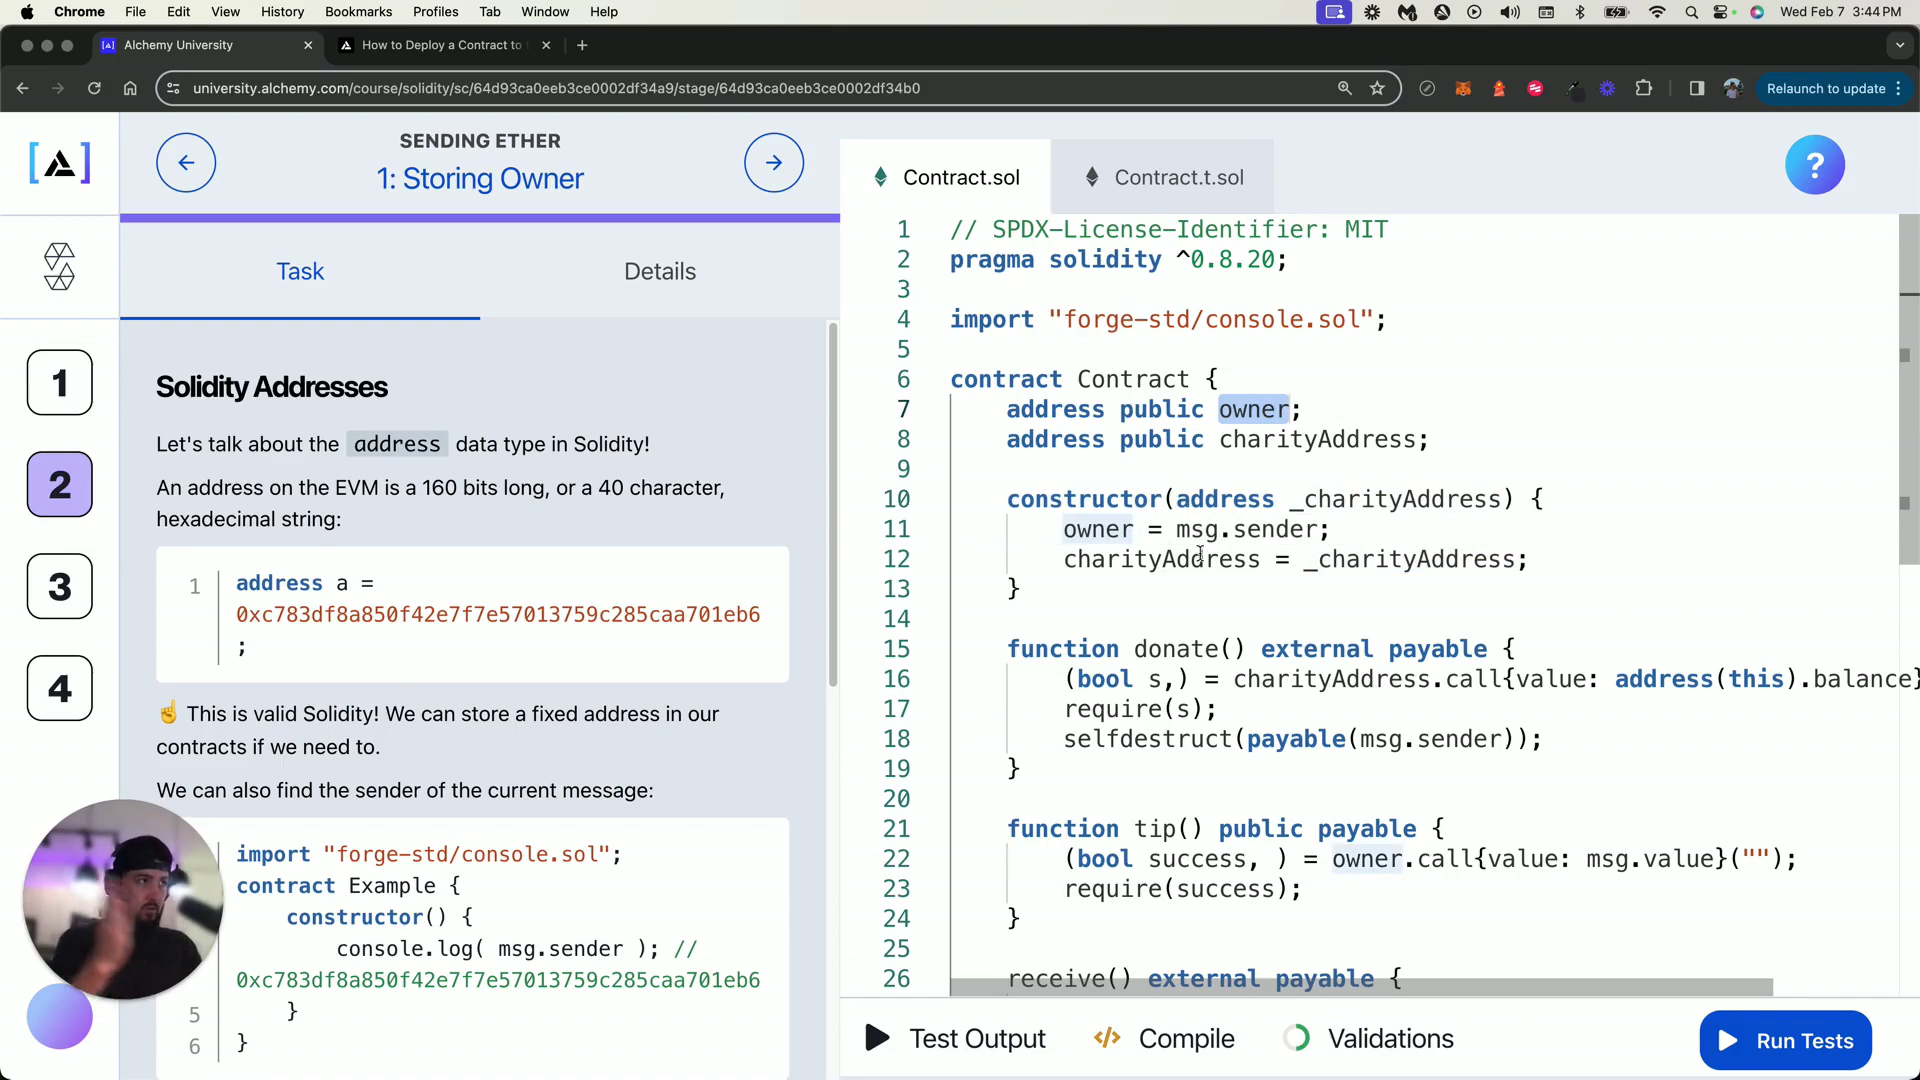 Chrome File Edit View History Bookmarks Profiles Tab Window Help Wed Feb 7 3:44 PM
Alchemy University
How to Deploy a Contract to
university.alchemy.com/course/solidity/sc/64d93ca0eeb3ce0002df34a9/stage/64d93ca0eeb3ce0002df34b0
Relaunch to update
SENDING ETHER
1: Storing Owner
Task
Details
1
2
3
4
Solidity Addresses
Let's talk about the address data type in Solidity!
An address on the EVM is a 160 bits long, or a 40 character,
hexadecimal string:
1 address a =
0xc783df8a850f42e7f7e57013759c285caa701eb6
;
☝️ This is valid Solidity! We can store a fixed address in our
contracts if we need to.
We can also find the sender of the current message:
import "forge-std/console.sol";
contract Example {
constructor() {
console.log( msg.sender ); //
0xc783df8a850f42e7f7e57013759c285caa701eb6
5 }
6 }
Contract.sol
Contract.t.sol
?
1 // SPDX-License-Identifier: MIT
2 pragma solidity ^0.8.20;
3
4 import "forge-std/console.sol";
5
6 contract Contract {
7 address public owner;
8 address public charityAddress;
9
10 constructor(address _charityAddress) {
11 owner = msg.sender;
12 charityAddress = _charityAddress;
13 }
14
15 function donate() external payable {
16 (bool s,) = charityAddress.call{value: address(this).balance}
17 require(s);
18 selfdestruct(payable(msg.sender));
19 }
20
21 function tip() public payable {
22 (bool success, ) = owner.call{value: msg.value}("");
23 require(success);
24 }
25
26 receive() external payable {
Test Output
Compile
Validations
Run Tests